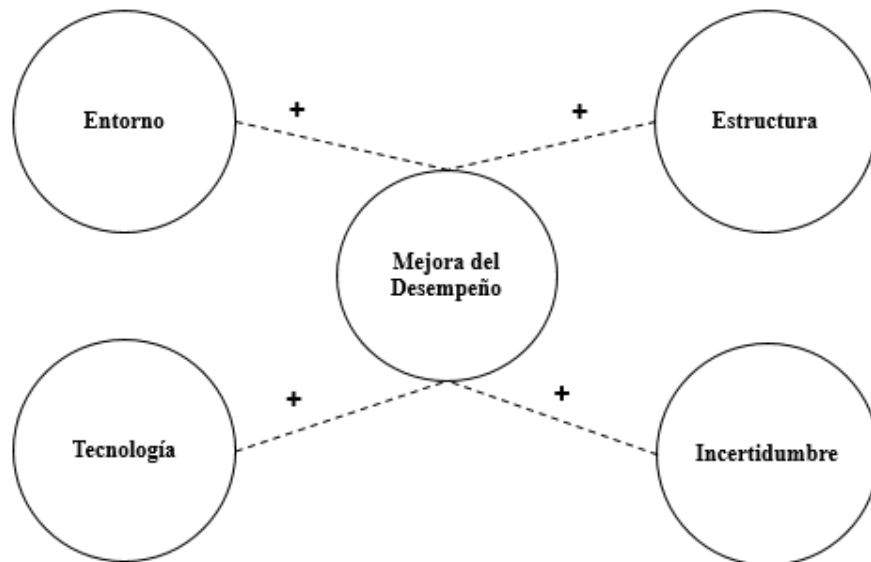 +
+
Entorno
Estructura
Mejora del
Desempeño
+
+
Tecnología
Incertidumbre